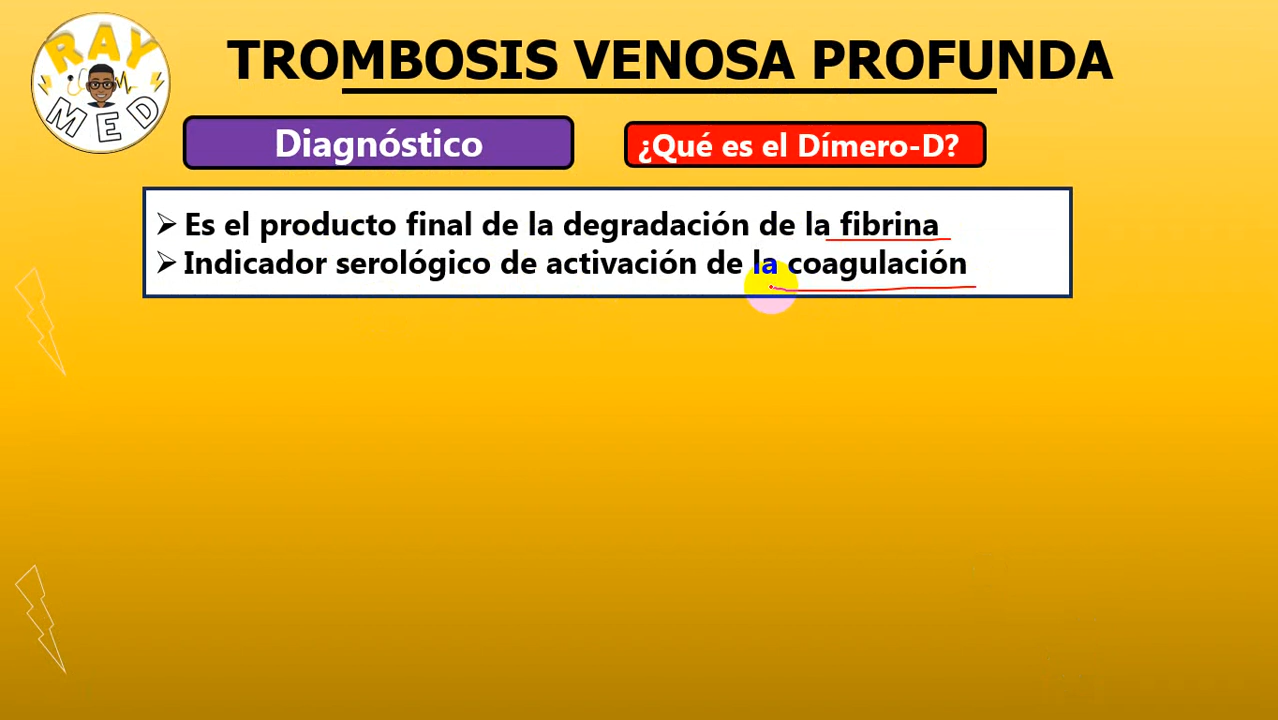 RAY
MED
TROMBOSIS VENOSA PROFUNDA
Diagnóstico
¿Qué es el Dímero-D?
Es el producto final de la degradación de la fibrina
Indicador serológico de activación de la coagulación